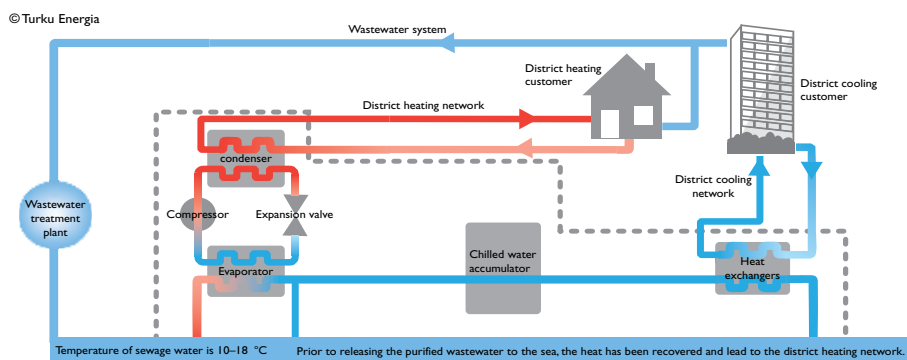 © Turku Energia
Wastewater system
District heating
customer
District cooling
customer
District heating network
condenser
District cooling
network
Wastewater
treatment
plant
Compressor
Expansion valve
Evaporator
Chilled water
accumulator
Heat
exchangers
Temperature of sewage water is 10–18 °C
Prior to releasing the purified wastewater to the sea, the heat has been recovered and lead to the district heating network.